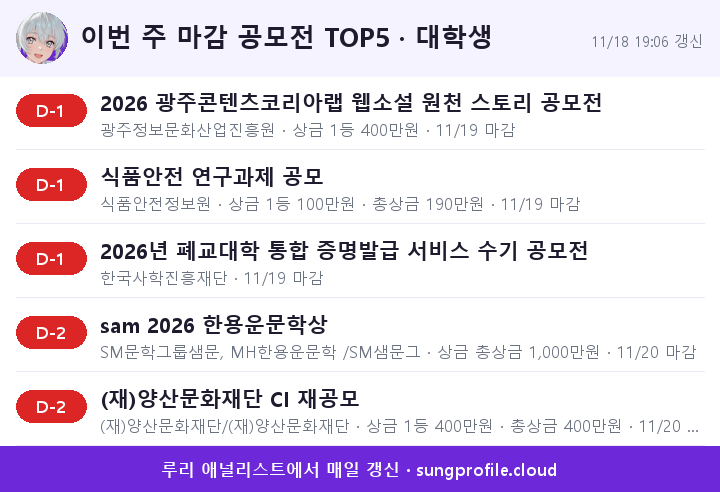 이번 주 마감 공모전 TOP5 · 대학생
11/18 19:06 갱신
D-1
2026 광주콘텐츠코리아랩 웹소설 원천 스토리 공모전
광주정보문화산업진흥원 · 상금 1등 400만원 · 11/19 마감
D-1
식품안전 연구과제 공모
식품안전정보원 · 상금 1등 100만원 · 총상금 190만원 · 11/19 마감
D-1
2026년 폐교대학 통합 증명발급 서비스 수기 공모전
한국사학진흥재단 · 11/19 마감
D-2
sam 2026 한용운문학상
SM문학그룹샘문, MH한용운문학 /SM샘문그 · 상금 총상금 1,000만원 · 11/20 마감
D-2
(재)양산문화재단 CI 재공모
(재)양산문화재단/(재)양산문화재단 · 상금 1등 400만원 · 총상금 400만원 · 11/20 ...
루리 애널리스트에서 매일 갱신 · sungprofile.cloud